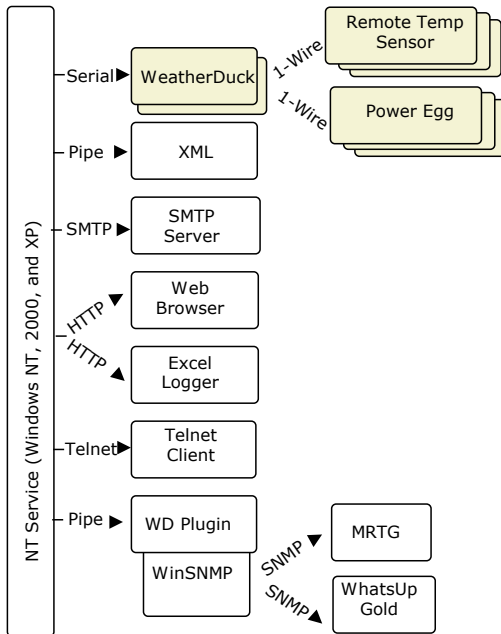 NT Service (Windows NT, 2000, and XP)
Serial
WeatherDuck
1-Wire
Remote Temp
Sensor
1-Wire
Power Egg
Pipe
XML
SMTP
SMTP
Server
HTTP
Web
Browser
HTTP
Excel
Logger
Telnet
Telnet
Client
Pipe
WD Plugin
WinSNMP
SNMP
MRTG
SNMP
WhatsUp
Gold